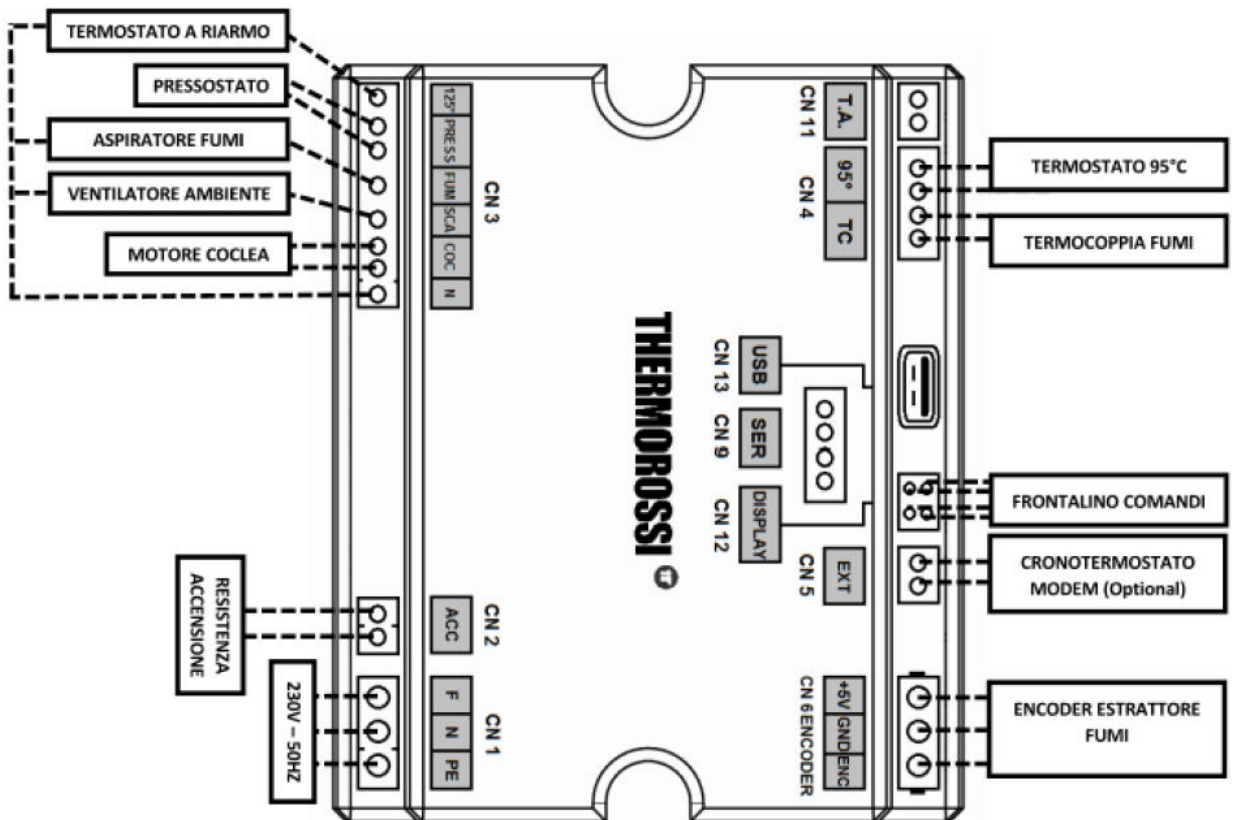 TERMOSTATO A RIARMO
PRESSOSTATO
ASPIRATORE FUMI
VENTILATORE AMBIENTE
MOTORE COCLEA
RESISTENZA
ACCENSIONE
230V – 50HZ
125°
PRESS
FUM
SCA
COC
N
CN 3
ACC
CN 2
F
N
PE
CN 1
THERMOROSSI
T.A.
CN 11
95°
TC
CN 4
USB
CN 13
SER
CN 9
DISPLAY
CN 12
EXT
CN 5
+5V
GND
ENC
CN 6 ENCODER
TERMOSTATO 95°C
TERMOCOPPIA FUMI
FRONTALINO COMANDI
CRONOTERMOSTATO
MODEM (Optional)
ENCODER ESTRATTORE
FUMI